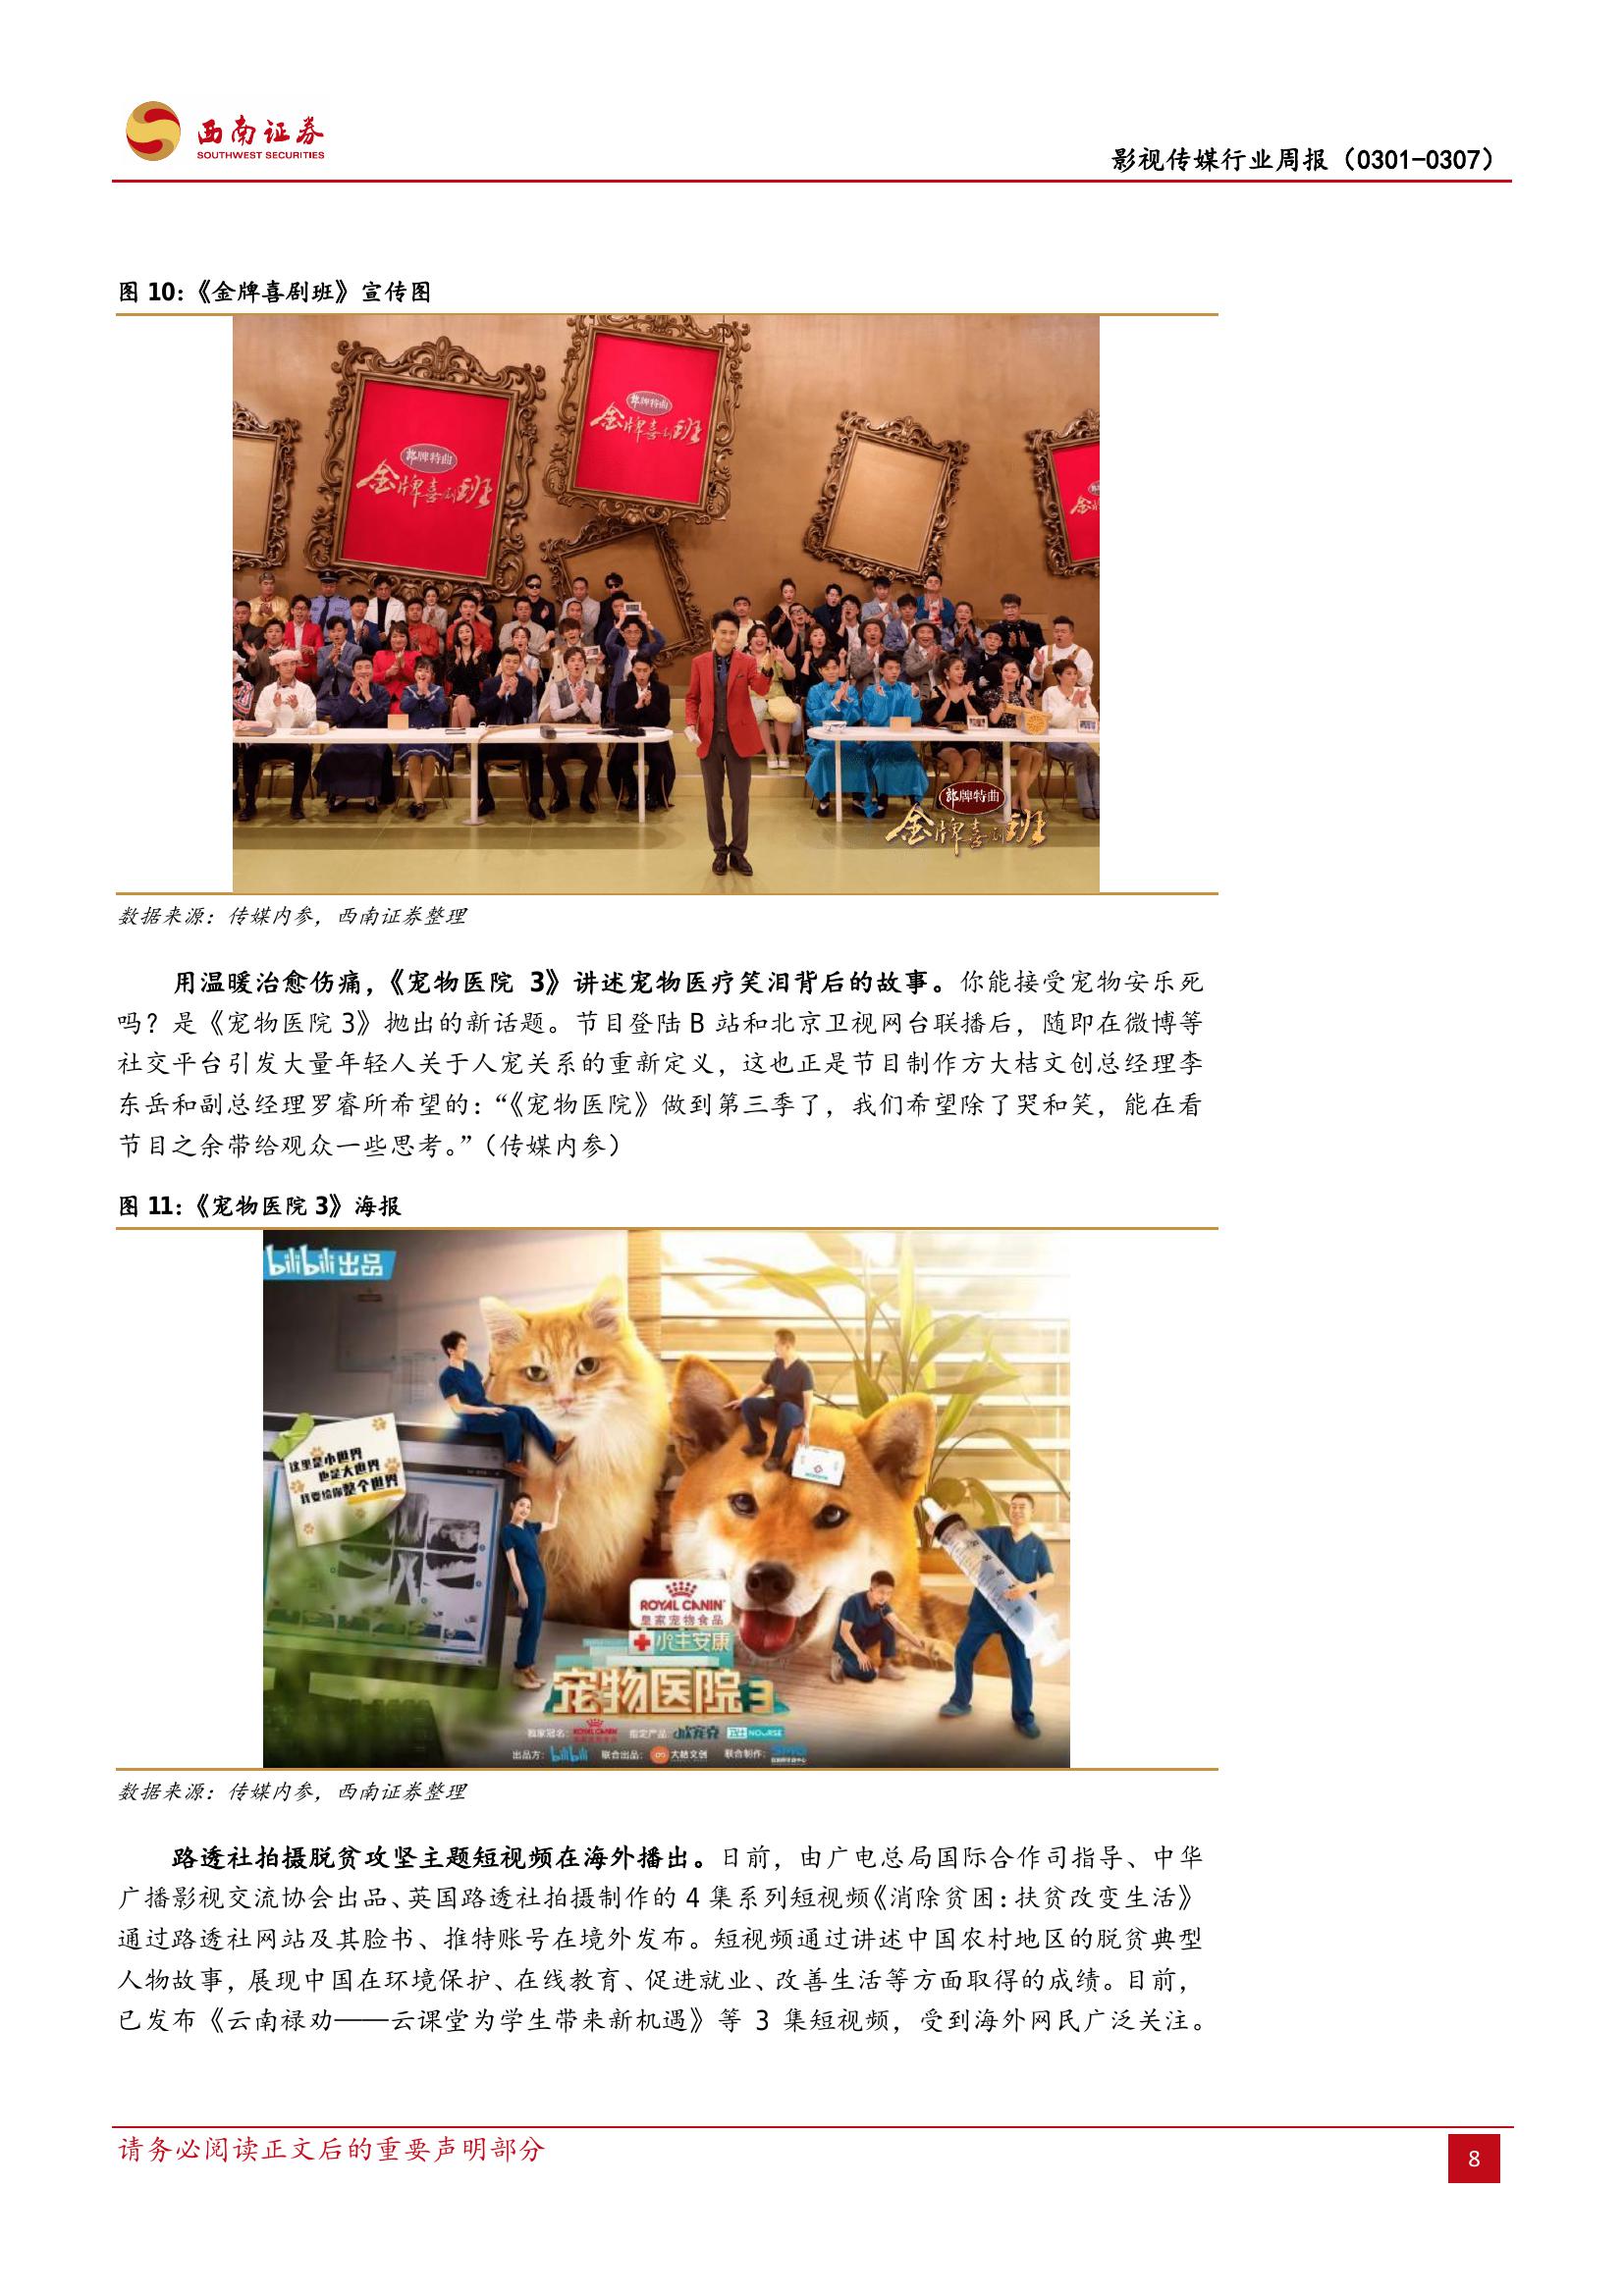 西南证券
SOUTHWEST SECURITIES
影视传媒行业周报（0301-0307）
图 10：《金牌喜剧班》宣传图
郎牌特曲
金牌喜剧班
郎牌特曲
金牌喜剧班
金
郎牌特曲
金牌喜剧班
数据来源：传媒内参，西南证券整理
用温暖治愈伤痛，《宠物医院 3》讲述宠物医疗笑泪背后的故事。你能接受宠物安乐死
吗？是《宠物医院 3》抛出的新话题。节目登陆 B 站和北京卫视网台联播后，随即在微博等
社交平台引发大量年轻人关于人宠关系的重新定义，这也正是节目制作方大桔文创总经理李
东岳和副总经理罗睿所希望的：“《宠物医院》做到第三季了，我们希望除了哭和笑，能在看
节目之余带给观众一些思考。”（传媒内参）
图 11：《宠物医院 3》海报
bilibili出品
这里是小世界
也是大世界
我要给你整个世界
ROYAL CANIN
皇家宠物食品
小主安康
宠物医院3
独家冠名：ROYAL CANIN 指定产品： 卫仕NOURSE
出品方：bilibili 联合出品：大桔文创 联合制作：SMG
数据来源：传媒内参，西南证券整理
路透社拍摄脱贫攻坚主题短视频在海外播出。日前，由广电总局国际合作司指导、中华
广播影视交流协会出品、英国路透社拍摄制作的 4 集系列短视频《消除贫困：扶贫改变生活》
通过路透社网站及其脸书、推特账号在境外发布。短视频通过讲述中国农村地区的脱贫典型
人物故事，展现中国在环境保护、在线教育、促进就业、改善生活等方面取得的成绩。目前，
已发布《云南禄劝——云课堂为学生带来新机遇》等 3 集短视频，受到海外网民广泛关注。
请务必阅读正文后的重要声明部分
8